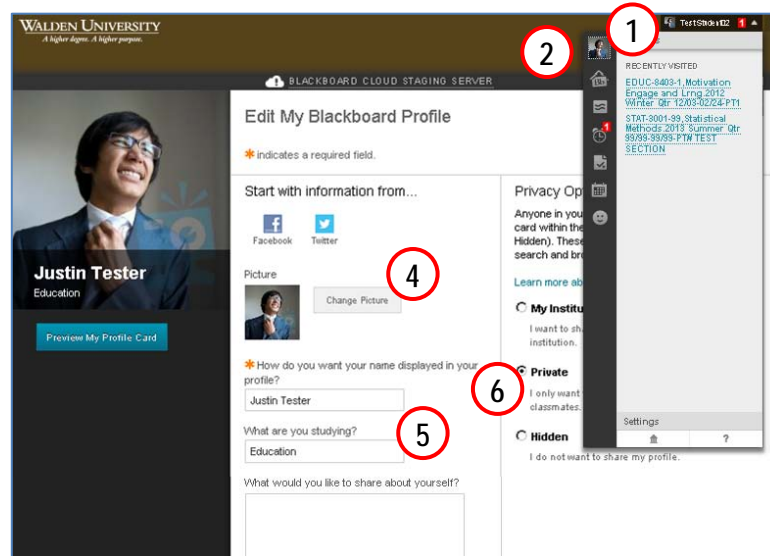 WALDEN UNIVERSITY
A higher degree. A higher purpose.
TestStudent02 1
1
2
BLACKBOARD CLOUD STAGING SERVER
RECENTLY VISITED
EDUC-8403-1,Motivation
Engage and Lrng.2012
Winter Qtr 12/03-02/24-PT1
STAT-3001-99,Statistical
Methods.2013 Summer Qtr
99/99-99/99-PT# TEST
SECTION
1
Settings
?
Justin Tester
Education
Preview My Profile Card
Edit My Blackboard Profile
* indicates a required field.
Start with information from...
Facebook Twitter
Picture
Change Picture
4
* How do you want your name displayed in your
profile?
Justin Tester
What are you studying?
Education
5
What would you like to share about yourself?
Privacy Op
Anyone in you
card within the
Hidden). These
search and bro
Learn more ab
My Institu
I want to sh
institution.
6
Private
I only want
classmates.
Hidden
I do not want to share my profile.